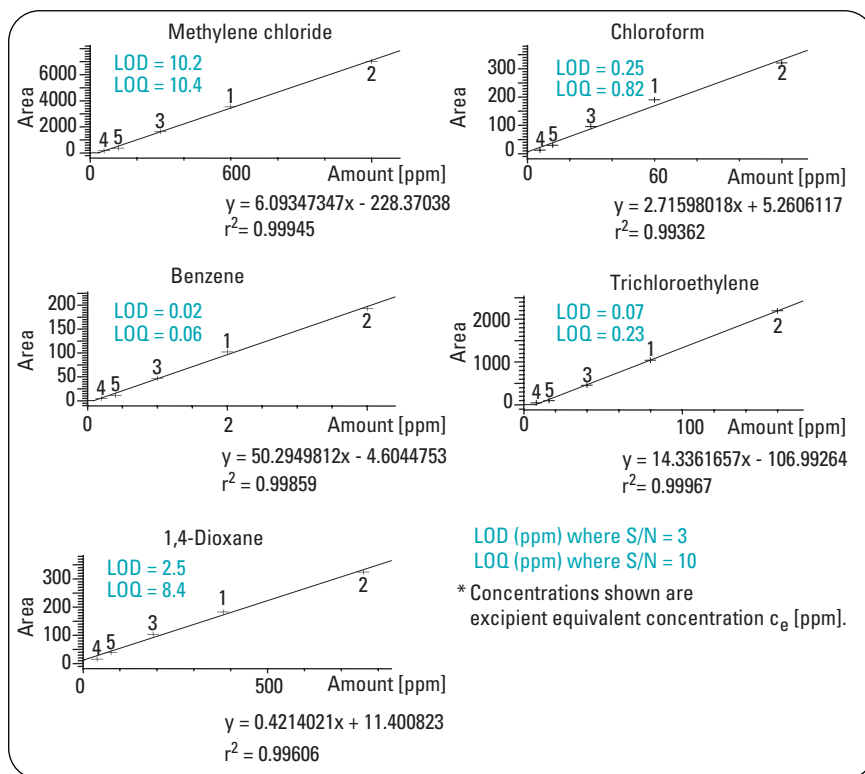 Methylene chloride
LOD = 10.2
LOQ = 10.4
Area
6000
4000
2000
0
4 5 3 1 2
0 600 Amount [ppm]
y = 6.09347347x - 228.37038
r2= 0.99945
Chloroform
LOD = 0.25
LOQ = 0.82
Area
300
200
100
0
4 5 3 1 2
0 60 Amount [ppm]
y = 2.71598018x + 5.2606117
r2= 0.99362
Benzene
LOD = 0.02
LOQ = 0.06
Area
200
150
100
50
0
4 5 3 1 2
0 2 Amount [ppm]
y = 50.2949812x - 4.6044753
r2 = 0.99859
Trichloroethylene
LOD = 0.07
LOQ = 0.23
Area
2000
1000
0
4 5 3 1 2
0 100 Amount [ppm]
y = 14.3361657x - 106.99264
r2= 0.99967
1,4-Dioxane
LOD = 2.5
LOQ = 8.4
Area
300
200
100
0
4 5 3 1 2
0 500 Amount [ppm]
y = 0.4214021x + 11.400823
r2 = 0.99606
LOD (ppm) where S/N = 3
LOQ (ppm) where S/N = 10
* Concentrations shown are
excipient equivalent concentration ce [ppm].